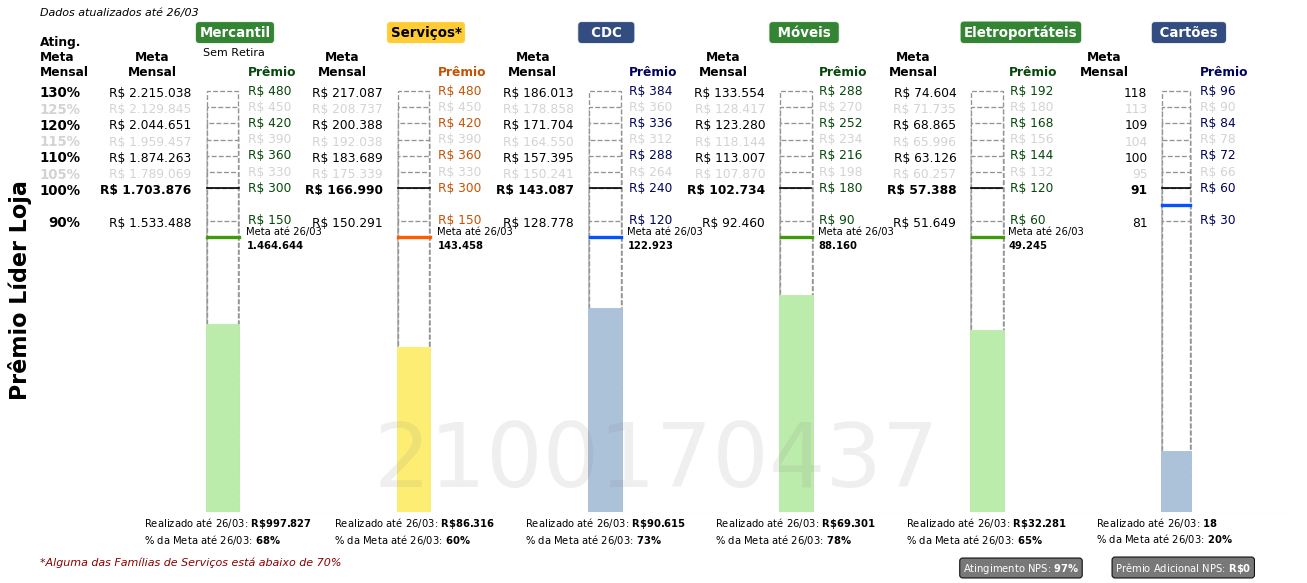 Dados atualizados até 26/03
Mercantil Serviços* CDC Móveis Eletroportáteis Cartões
Sem Retira
Ating. Meta Mensal Meta Mensal Prêmio Meta Mensal Prêmio Meta Mensal Prêmio Meta Mensal Prêmio Meta Mensal Prêmio Meta Mensal Prêmio
130% R$ 2.215.038 R$ 480 R$ 217.087 R$ 480 R$ 186.013 R$ 384 R$ 133.554 R$ 288 R$ 74.604 R$ 192 118 R$ 96
125% R$ 2.129.845 R$ 450 R$ 208.737 R$ 450 R$ 178.858 R$ 360 R$ 128.417 R$ 270 R$ 71.735 R$ 180 113 R$ 90
120% R$ 2.044.651 R$ 420 R$ 200.388 R$ 420 R$ 171.704 R$ 336 R$ 123.280 R$ 252 R$ 68.865 R$ 168 109 R$ 84
115% R$ 1.959.457 R$ 390 R$ 192.038 R$ 390 R$ 164.550 R$ 312 R$ 118.144 R$ 234 R$ 65.996 R$ 156 104 R$ 78
110% R$ 1.874.263 R$ 360 R$ 183.689 R$ 360 R$ 157.395 R$ 288 R$ 113.007 R$ 216 R$ 63.126 R$ 144 100 R$ 72
105% R$ 1.789.069 R$ 330 R$ 175.339 R$ 330 R$ 150.241 R$ 264 R$ 107.870 R$ 198 R$ 60.257 R$ 132 95 R$ 66
100% R$ 1.703.876 R$ 300 R$ 166.990 R$ 300 R$ 143.087 R$ 240 R$ 102.734 R$ 180 R$ 57.388 R$ 120 91 R$ 60
90% R$ 1.533.488 R$ 150 R$ 150.291 R$ 150 R$ 128.778 R$ 120 R$ 92.460 R$ 90 R$ 51.649 R$ 60 81 R$ 30
Meta até 26/03 Meta até 26/03 Meta até 26/03 Meta até 26/03 Meta até 26/03
1.464.644 143.458 122.923 88.160 49.245
Prêmio Líder Loja
2100170437
Realizado até 26/03: R$997.827 Realizado até 26/03: R$86.316 Realizado até 26/03: R$90.615 Realizado até 26/03: R$69.301 Realizado até 26/03: R$32.281 Realizado até 26/03: 18
% da Meta até 26/03: 68% % da Meta até 26/03: 60% % da Meta até 26/03: 73% % da Meta até 26/03: 78% % da Meta até 26/03: 65% % da Meta até 26/03: 20%
*Alguma das Famílias de Serviços está abaixo de 70% Atingimento NPS: 97% Prêmio Adicional NPS: R$0